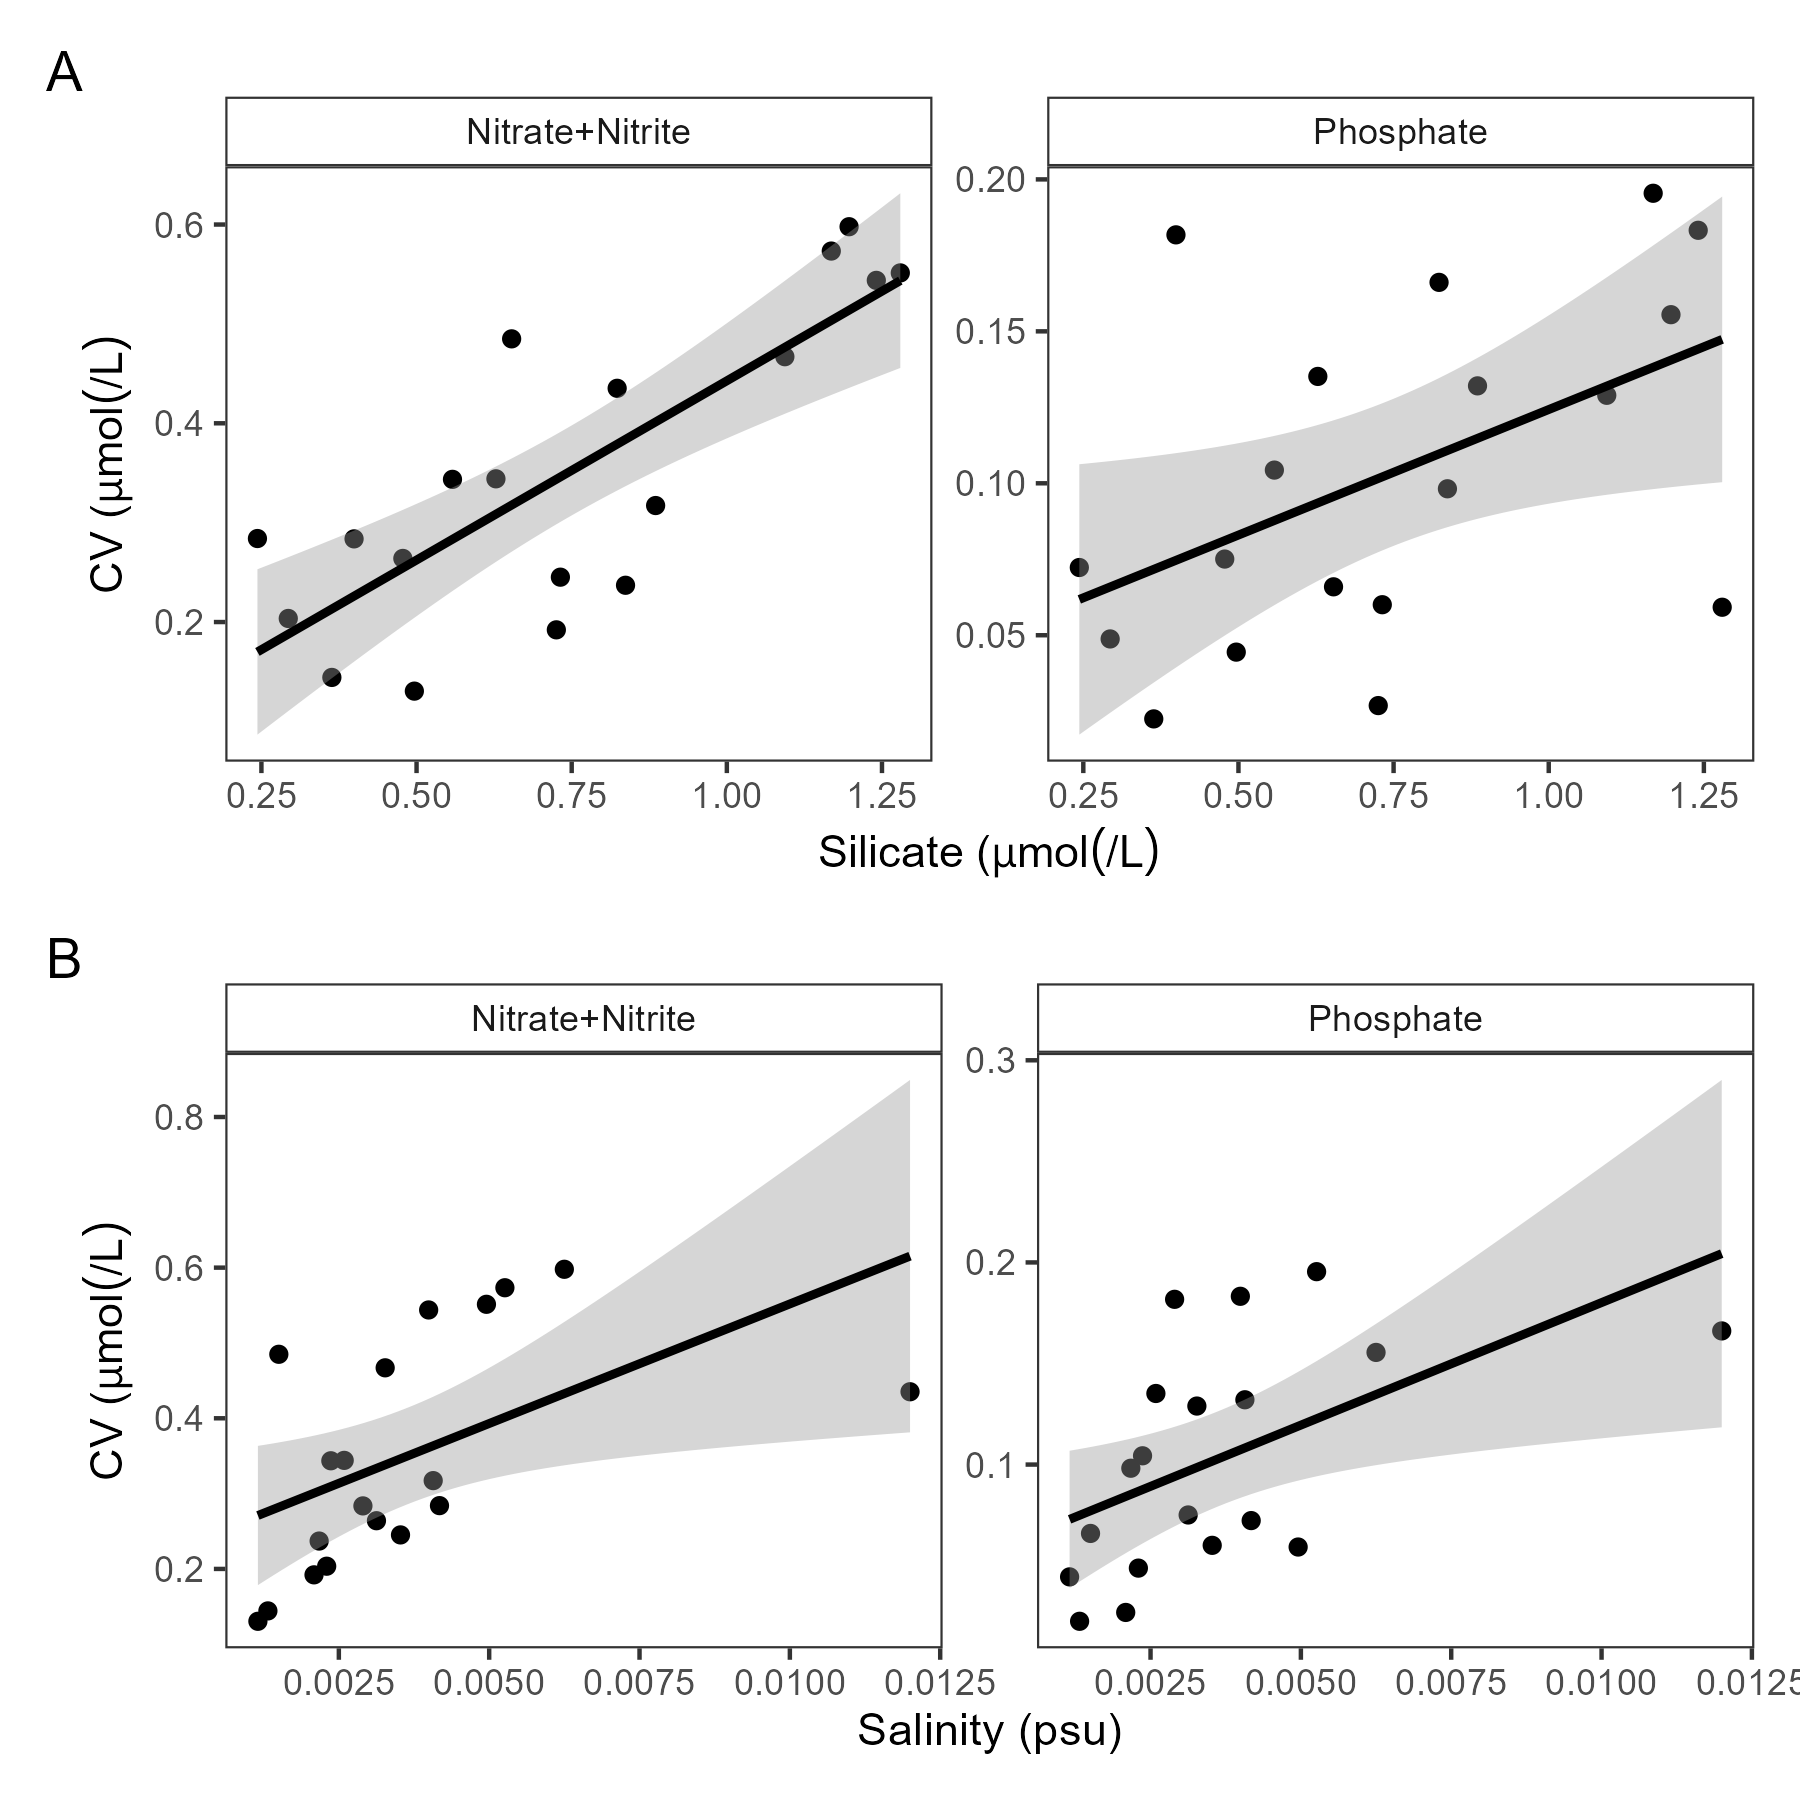 A
Nitrate+Nitrite
Phosphate
CV (µmol(/L)
0.6
0.4
0.2
0.20
0.15
0.10
0.05
0.25 0.50 0.75 1.00 1.25
0.25 0.50 0.75 1.00 1.25
Silicate (µmol(/L)
B
Nitrate+Nitrite
Phosphate
CV (µmol(/L)
0.8
0.6
0.4
0.2
0.3
0.2
0.1
0.0025 0.0050 0.0075 0.0100 0.0125
0.0025 0.0050 0.0075 0.0100 0.0125
Salinity (psu)